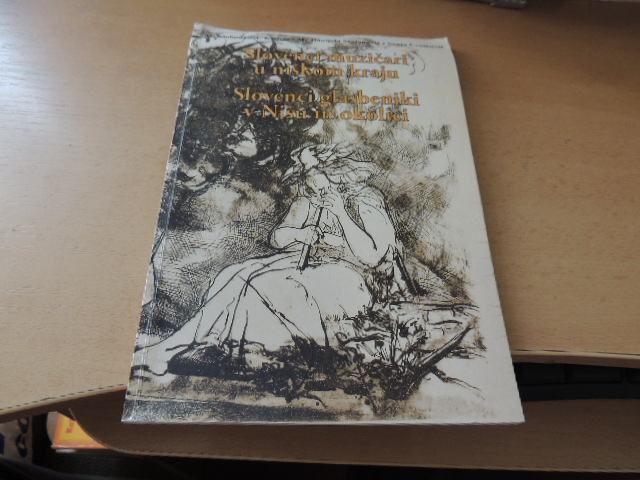 Slovenci muzičari
u niškom kraju
Slovenci glasbeniki
v Nišu in okolici